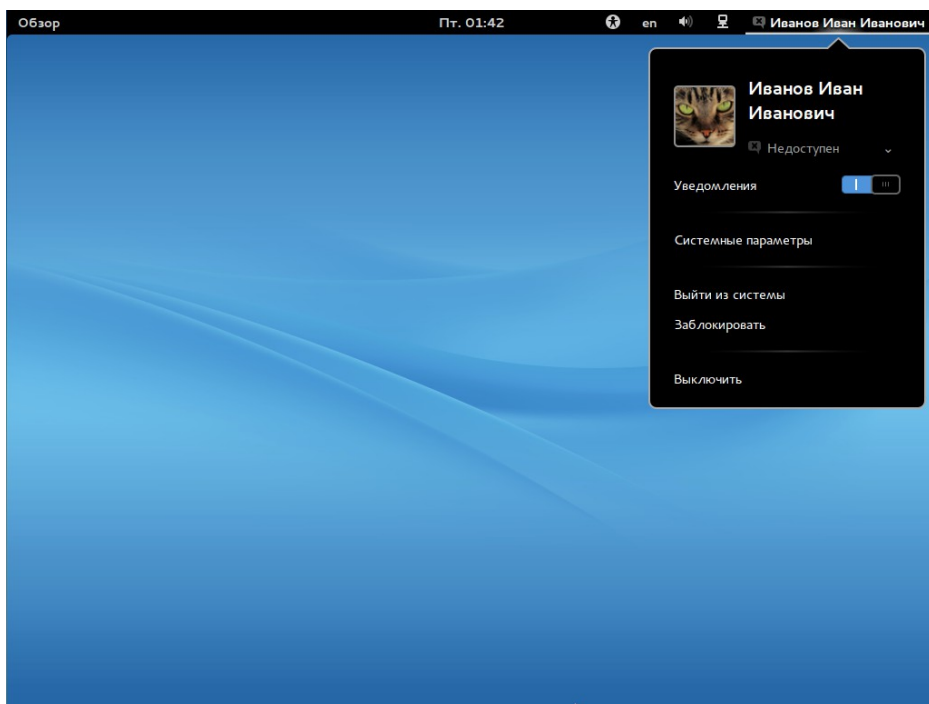 Обзор Пт. 01:42 en Иванов Иван Иванович
Иванов Иван
Иванович
Недоступен
Уведомления
Системные параметры
Выйти из системы
Заблокировать
Выключить